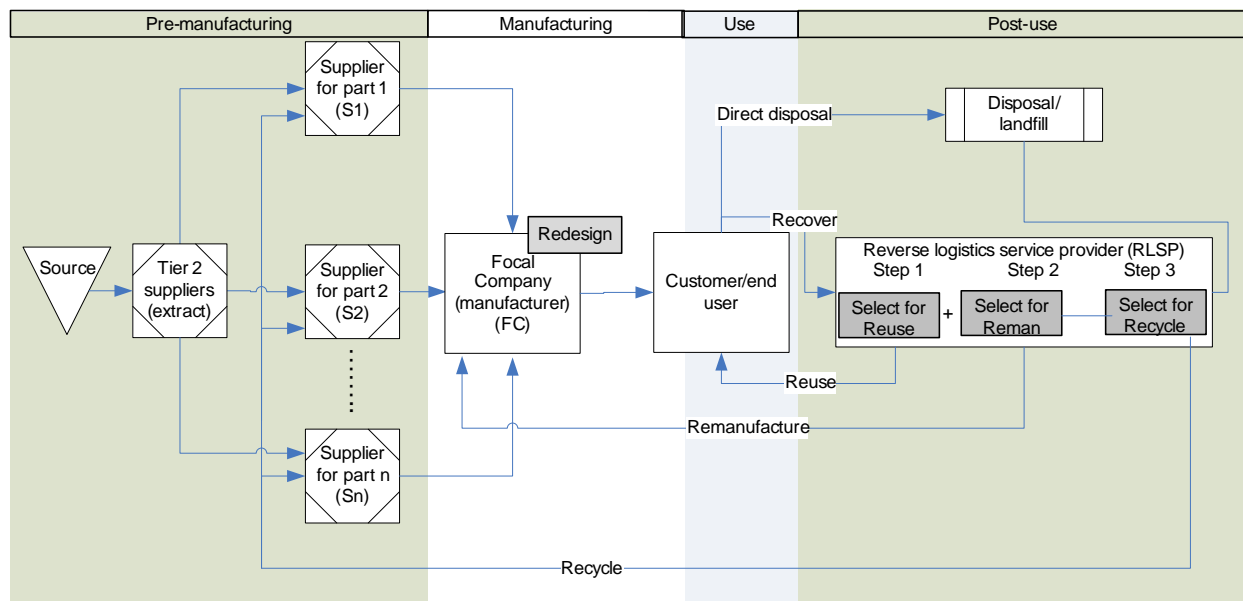 Pre-manufacturing
Manufacturing
Use
Post-use
Supplier
for part 1
(S1)
Direct disposal
Disposal/
landfill
Recover
Redesign
Source
Tier 2
suppliers
(extract)
Supplier
for part 2
(S2)
Focal
Company
(manufacturer)
(FC)
Customer/end
user
Reverse logistics service provider (RLSP)
Step 1
Step 2
Step 3
Select for
Reuse
+
Select for
Reman
Select for
Recycle
Reuse
Remanufacture
Supplier
for part n
(Sn)
Recycle